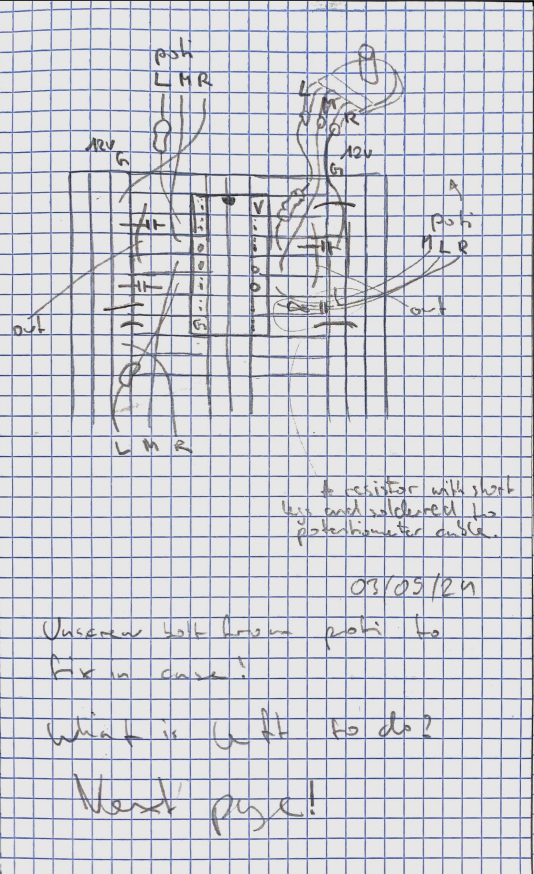 poti
L M R
L
M
R
12V
G
12V
G
V
poti
M L R
out
out
G
L M R
A resistor with short
legs and soldered to
potentiometer cable.
03/05/24
Unscrew bolt from poti to
fix in case!
What is left to do?
Next page!